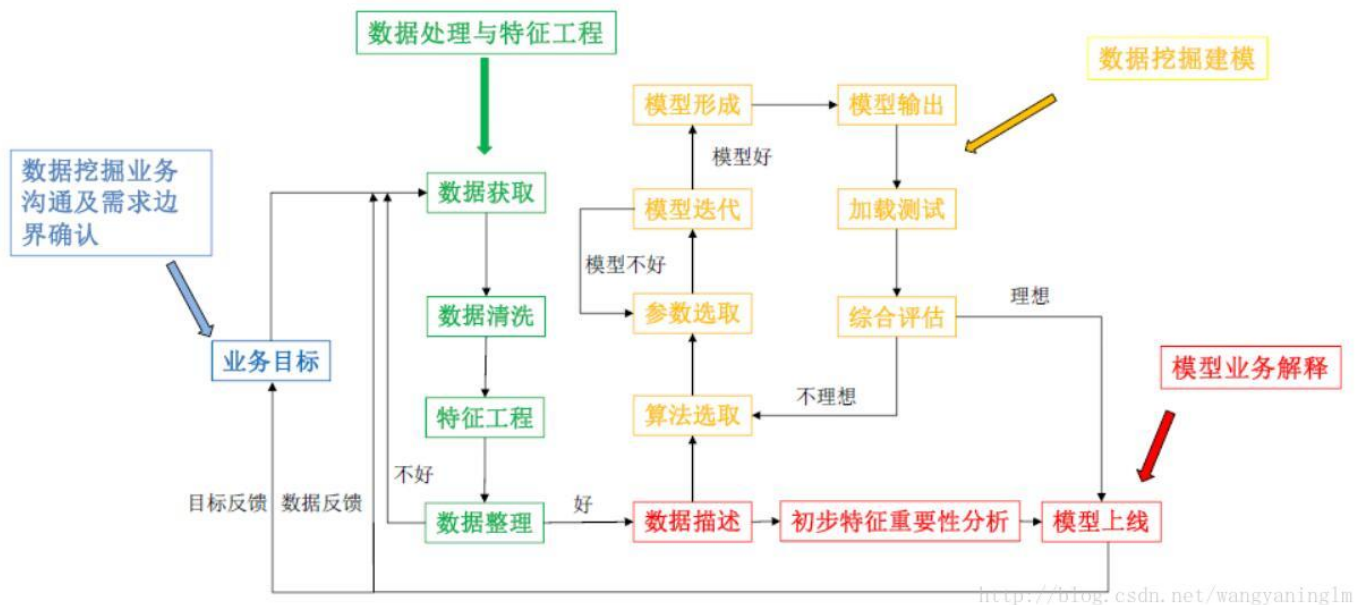 数据处理与特征工程
数据挖掘建模
模型形成
模型输出
模型好
数据挖掘业务
沟通及需求边
界确认
数据获取
模型迭代
加载测试
模型不好
数据清洗
参数选取
综合评估
理想
业务目标
模型业务解释
不理想
特征工程
算法选取
不好
目标反馈
数据反馈
好
数据整理
数据描述
初步特征重要性分析
模型上线
http://blog.csdn.net/wangyaninglm